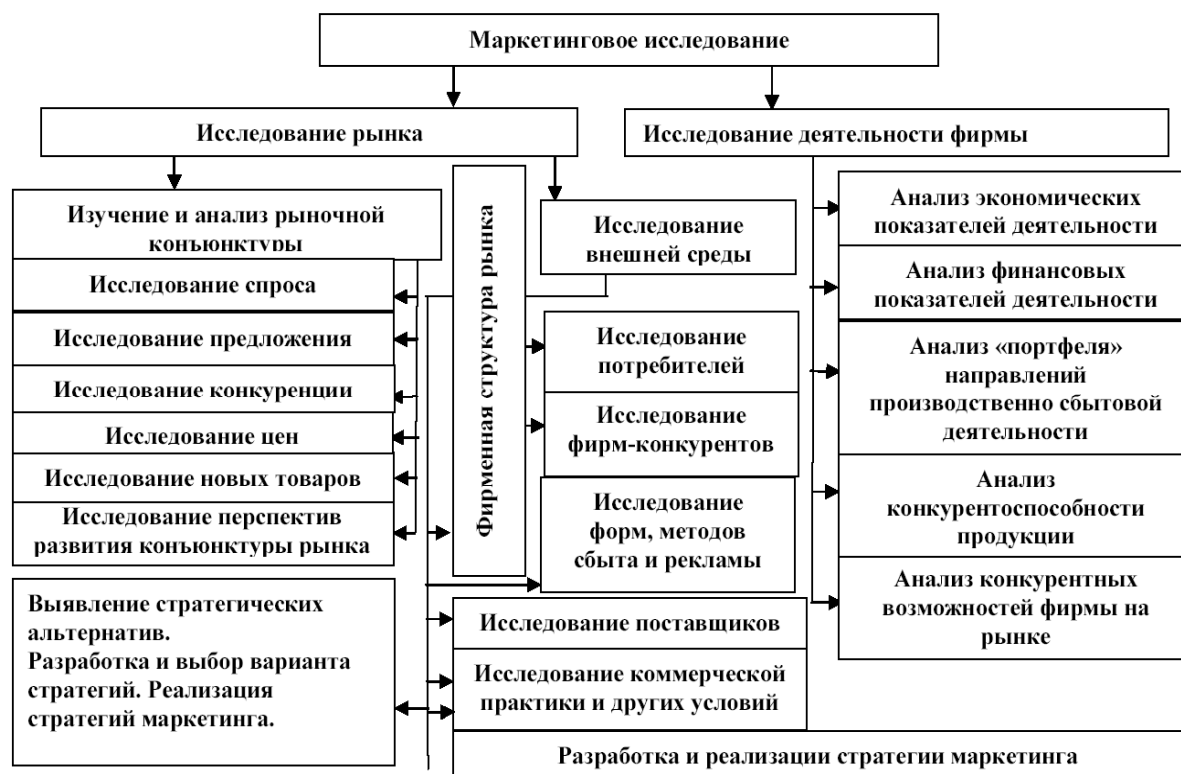 Маркетинговое исследование
Исследование рынка
Исследование деятельности фирмы
Изучение и анализ рыночной
конъюнктуры
Исследование спроса
Исследование предложения
Исследование конкуренции
Исследование цен
Исследование новых товаров
Исследование перспектив
развития конъюнктуры рынка
Выявление стратегических
альтернатив.
Разработка и выбор варианта
стратегий. Реализация
стратегий маркетинга.
Фирменная структура рынка
Исследование
внешней среды
Исследование
потребителей
Исследование
фирм-конкурентов
Исследование
форм, методов
сбыта и рекламы
Исследование поставщиков
Исследование коммерческой
практики и других условий
Разработка и реализации стратегии маркетинга
Анализ экономических
показателей деятельности
Анализ финансовых
показателей деятельности
Анализ «портфеля»
направлений
производственно сбытовой
деятельности
Анализ
конкурентоспособности
продукции
Анализ конкурентных
возможностей фирмы на
рынке